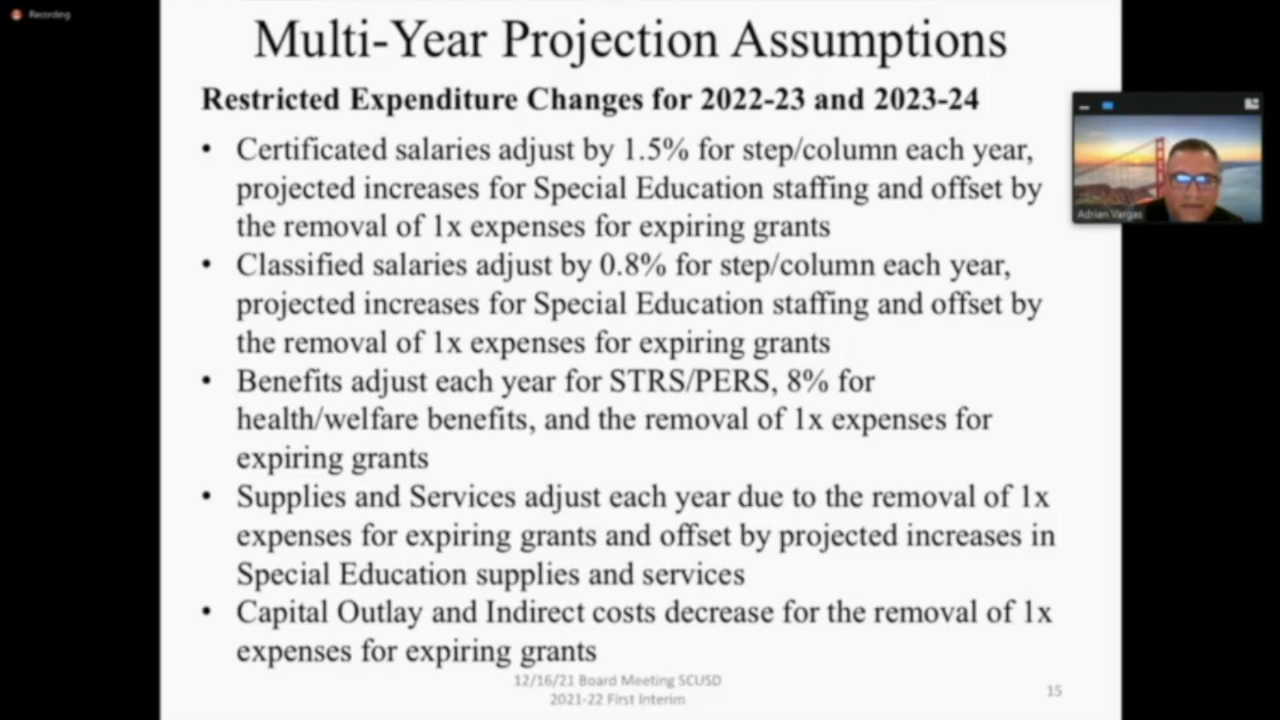 Recording
Multi-Year Projection Assumptions
Restricted Expenditure Changes for 2022-23 and 2023-24
• Certificated salaries adjust by 1.5% for step/column each year,
projected increases for Special Education staffing and offset by
the removal of 1x expenses for expiring grants
• Classified salaries adjust by 0.8% for step/column each year,
projected increases for Special Education staffing and offset by
the removal of 1x expenses for expiring grants
• Benefits adjust each year for STRS/PERS, 8% for
health/welfare benefits, and the removal of 1x expenses for
expiring grants
• Supplies and Services adjust each year due to the removal of 1x
expenses for expiring grants and offset by projected increases in
Special Education supplies and services
• Capital Outlay and Indirect costs decrease for the removal of 1x
expenses for expiring grants
12/16/21 Board Meeting SCUSD
2021-22 First Interim
15
Adrian Vargas